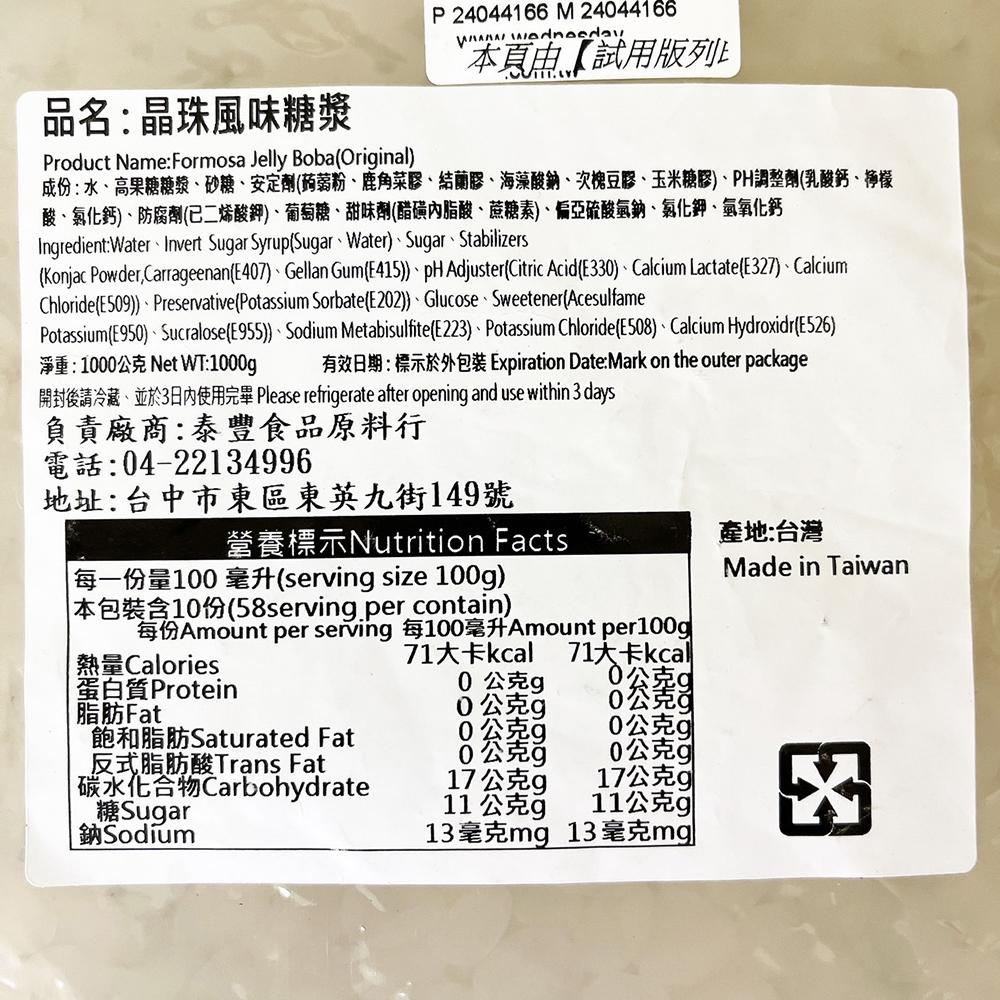 P 24044166 M 24044166
www.wednesday
.com.tw
本頁由【試用版列
品名:晶珠風味糖漿
Product Name:Formosa Jelly Boba(Original)
成份:水、高果糖糖漿、砂糖、安定劑(蒟蒻粉、鹿角菜膠、結蘭膠、海藻酸鈉、刺槐豆膠、玉米糖膠)、PH調整劑(乳酸鈣、檸檬
酸、氯化鈣)、防腐劑(己二烯酸鉀)、葡萄糖、甜味劑(醋磺內脂酸、蔗糖素)、偏亞硫酸氫鈉、氯化鉀、氫氧化鈣
Ingredient:Water、Invert Sugar Syrup(Sugar、Water)、Sugar、Stabilizers
(Konjac Powder,Carrageenan(E407)、Gellan Gum(E415))、pH Adjuster(Citric Acid(E330)、Calcium Lactate(E327)、Calcium
Chloride(E509))、Preservative(Potassium Sorbate(E202))、Glucose、Sweetener(Acesulfame
Potassium(E950)、Sucralose(E955))、Sodium Metabisulfite(E223)、Potassium Chloride(E508)、Calcium Hydroxidr(E526)
淨重:1000公克 Net WT:1000g 有效日期:標示於外包裝 Expiration Date:Mark on the outer package
開封後請冷藏、並於3日內使用完畢 Please refrigerate after opening and use within 3 days
負責廠商:泰豐食品原料行
電話:04-22134996
地址:台中市東區東英九街149號
營養標示Nutrition Facts
每一份量100 毫升(serving size 100g)
本包裝含10份(58serving per contain)
每份Amount per serving 每100毫升Amount per100g
熱量Calories 71大卡kcal 71大卡kcal
蛋白質Protein 0 公克g 0公克g
脂肪Fat 0 公克g 0公克g
飽和脂肪Saturated Fat 0 公克g 0公克g
反式脂肪酸Trans Fat 0 公克g 0公克g
碳水化合物Carbohydrate 17 公克g 17公克g
糖Sugar 11 公克g 11公克g
鈉Sodium 13毫克mg 13毫克mg
產地:台灣
Made in Taiwan